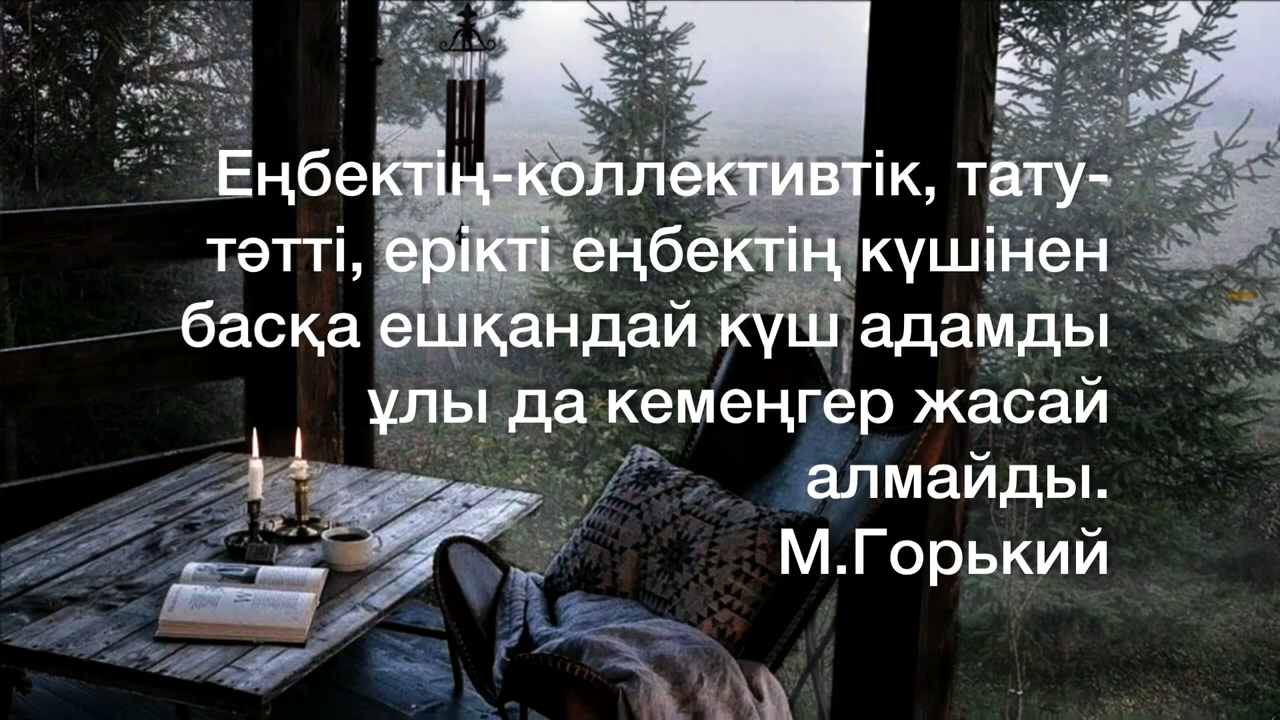 Еңбектің-коллективтік, тату-
тәтті, ерікті еңбектің күшінен
басқа ешқандай күш адамды
ұлы да кемеңгер жасай
алмайды.
М.Горький